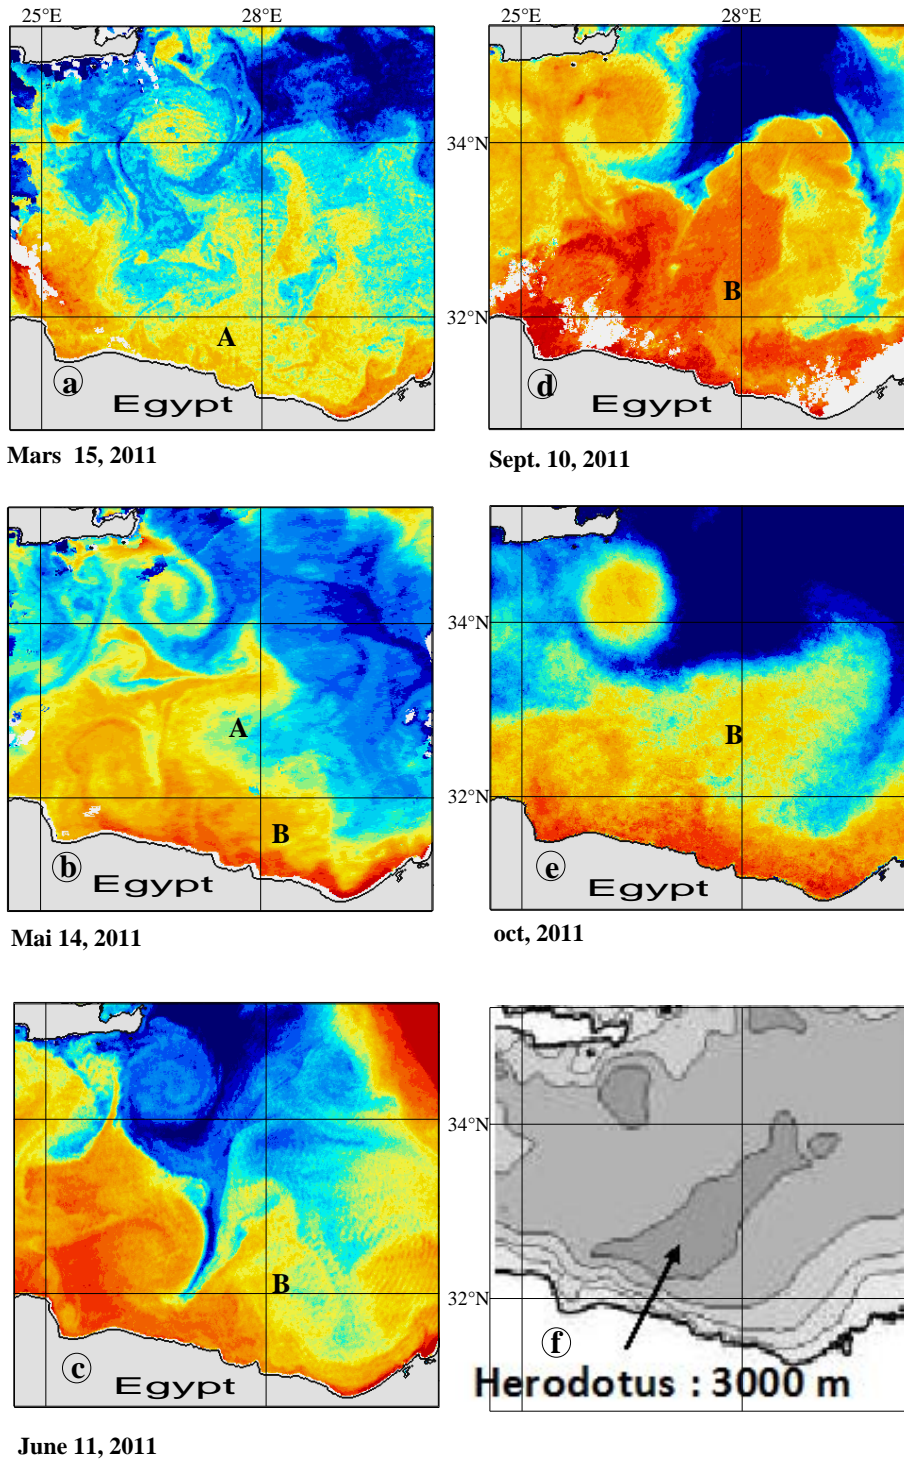 25°E 28°E 25°E 28°E
34°N
32°N
A
a
Egypt
Mars 15, 2011
B
d
Egypt
Sept. 10, 2011
34°N
32°N
A
B
b
Egypt
Mai 14, 2011
B
e
Egypt
oct, 2011
34°N
32°N
B
c
Egypt
June 11, 2011
f
Herodotus : 3000 m